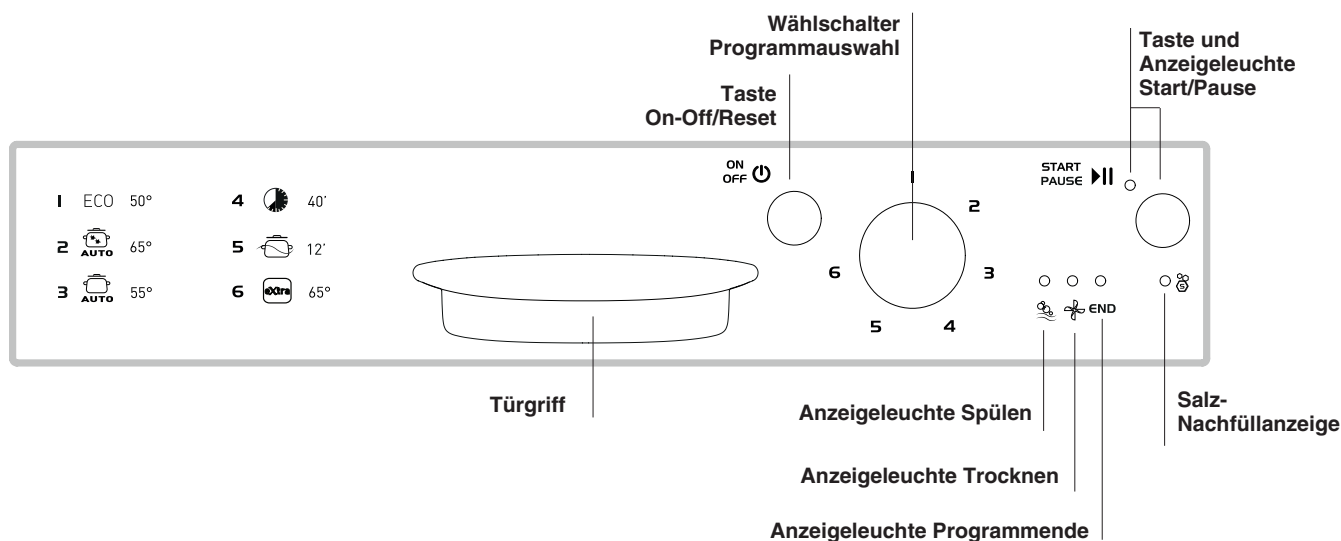 Wählschalter
Programmauswahl
Taste und
Anzeigeleuchte
Start/Pause
Taste
On-Off/Reset
ON
OFF
START
PAUSE
1 ECO 50°
2 AUTO 65°
3 AUTO 55°
4 40'
5 12'
6 eXtra 65°
1
2
3
4
5
6
END
S
Türgriff
Anzeigeleuchte Spülen
Salz-
Nachfüllanzeige
Anzeigeleuchte Trocknen
Anzeigeleuchte Programmende